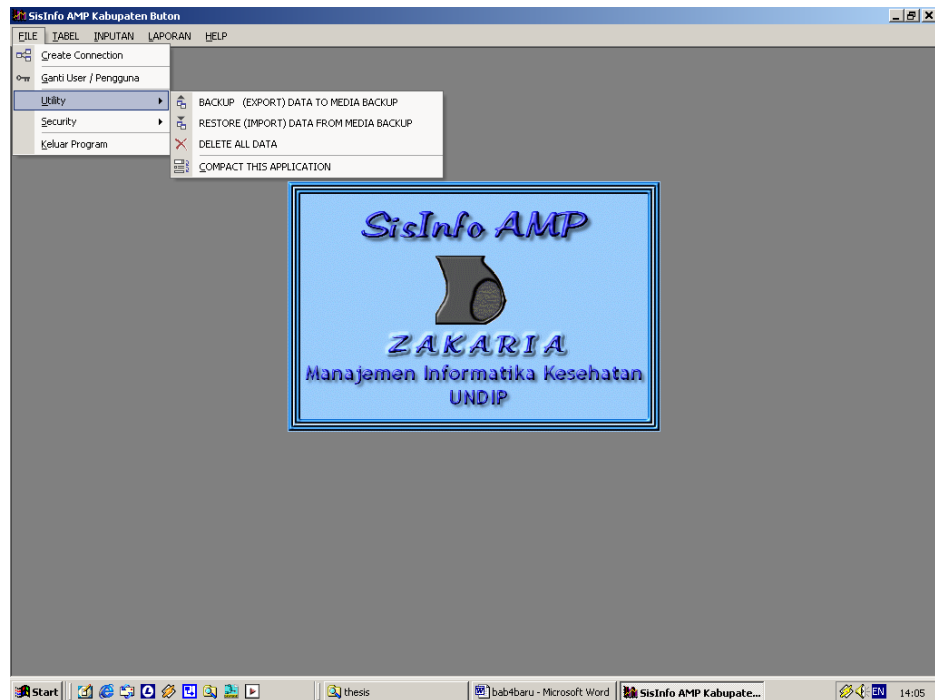 SisInfo AMP Kabupaten Buton
FILE TABEL INPUTAN LAPORAN HELP
Create Connection
Ganti User / Pengguna
Utility
Security
Keluar Program
BACKUP (EXPORT) DATA TO MEDIA BACKUP
RESTORE (IMPORT) DATA FROM MEDIA BACKUP
DELETE ALL DATA
COMPACT THIS APPLICATION
SisInfo AMP
ZAKARIA
Manajemen Informatika Kesehatan
UNDIP
Start thesis bab4baru - Microsoft Word SisInfo AMP Kabupate... EN 14:05